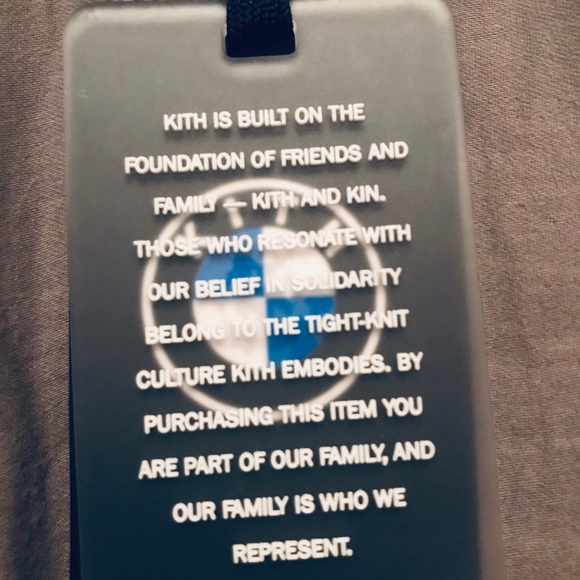 KITH IS BUILT ON THE
FOUNDATION OF FRIENDS AND
FAMILY — KITH AND KIN.
THOSE WHO RESONATE WITH
OUR BELIEF IN SOLIDARITY
BELONG TO THE TIGHT-KNIT
CULTURE KITH EMBODIES. BY
PURCHASING THIS ITEM YOU
ARE PART OF OUR FAMILY, AND
OUR FAMILY IS WHO WE
REPRESENT.